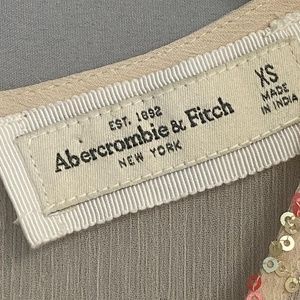 EST. 1892
Abercrombie & Fitch
NEW YORK
XS
MADE
IN INDIA